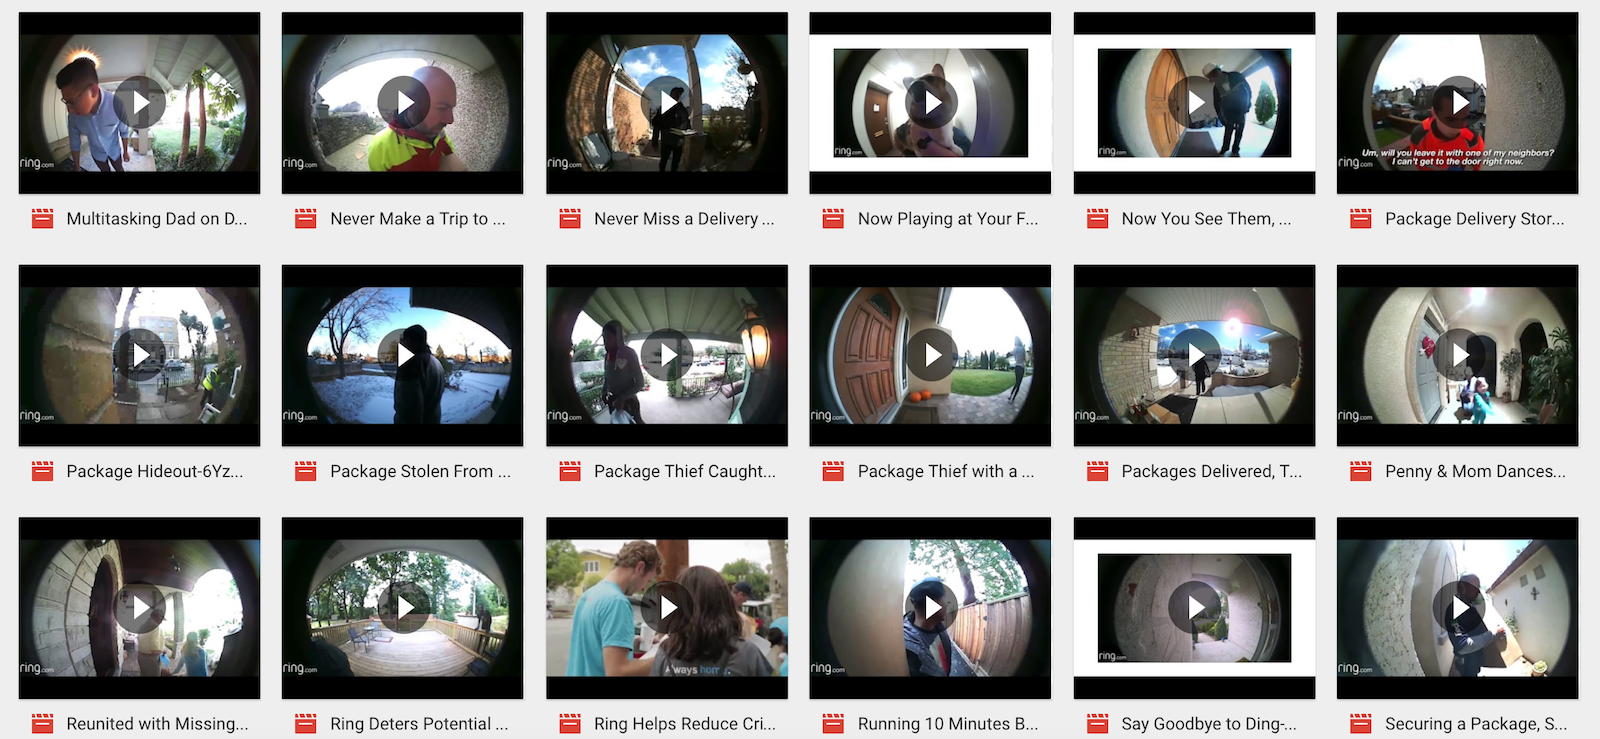 ring.com
ring.com
ring.com
ring.com
ring.com
Um, will you leave it with one of my neighbors?
I can't get to the door right now.
ring.com
Multitasking Dad on D...
Never Make a Trip to ...
Never Miss a Delivery ...
Now Playing at Your F...
Now You See Them, ...
Package Delivery Stor...
ring.com
ring.com
ring.com
ring.com
ring.com
ring.com
Package Hideout-6Yz...
Package Stolen From ...
Package Thief Caught...
Package Thief with a ...
Packages Delivered, T...
Penny & Mom Dances...
ring.com
ring.com
Always home.
ring.com
ring.com
ring.com
Reunited with Missing...
Ring Deters Potential ...
Ring Helps Reduce Cri...
Running 10 Minutes B...
Say Goodbye to Ding-...
Securing a Package, S...